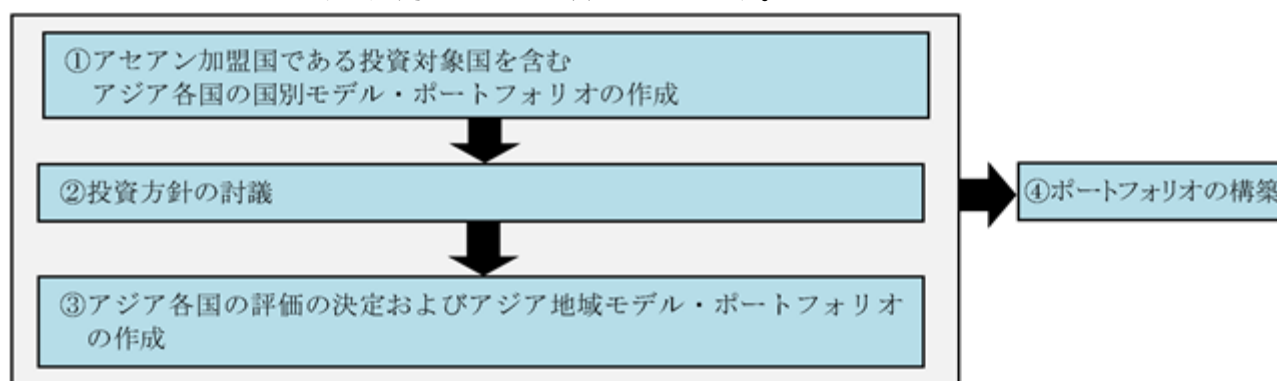 ①アセアン加盟国である投資対象国を含む
アジア各国の国別モデル・ポートフォリオの作成
②投資方針の討議
④ポートフォリオの構築
③アジア各国の評価の決定およびアジア地域モデル・ポートフォリオ
の作成